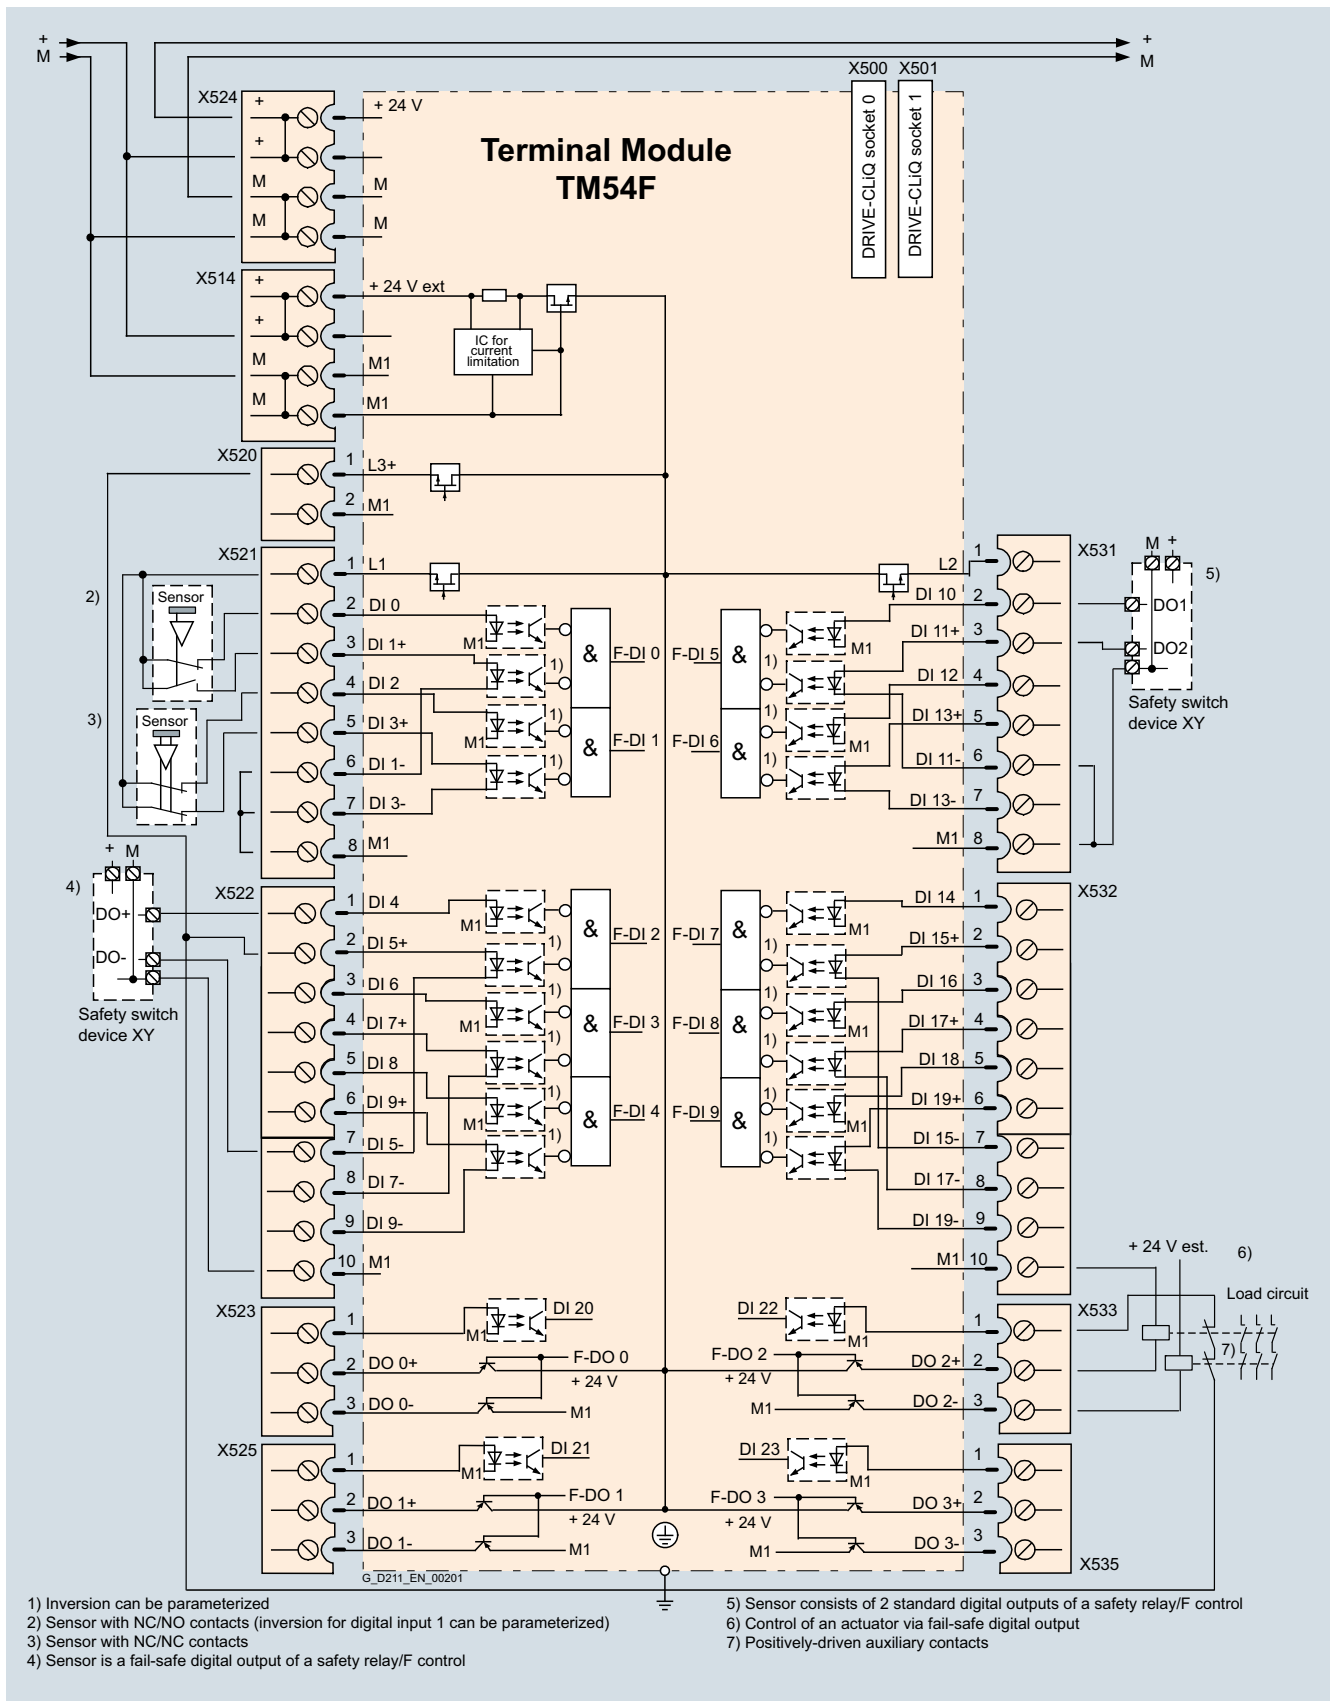 +
M
+
M
X500 X501
DRIVE-CLiQ socket 0
DRIVE-CLiQ socket 1
Terminal Module
TM54F
X524
+
+ 24 V
+
M
M
M
M
X514
+
+ 24 V ext
+
M
M1
M
M1
IC for
current
limitation
X520
1 L3+
2 M1
X521
1 L1
2 DI 0
3 DI 1+
4 DI 2
5 DI 3+
6 DI 1-
7 DI 3-
8 M1
2)
Sensor
3)
Sensor
M1
1)
M1
1)
1)
&
F-DI 0
&
F-DI 1
F-DI 5
&
F-DI 6
&
1)
1)
1)
M1
M1
X531
L2 1
DI 10 2
DI 11+ 3
DI 12 4
DI 13+ 5
DI 11- 6
DI 13- 7
M1 8
M +
5)
DO1
DO2
Safety switch
device XY
+ M
4)
DO+
DO-
Safety switch
device XY
X522
1 DI 4
2 DI 5+
3 DI 6
4 DI 7+
5 DI 8
6 DI 9+
7 DI 5-
8 DI 7-
9 DI 9-
10 M1
M1
1)
1)
M1
1)
1)
M1
1)
&
F-DI 2
&
F-DI 3
&
F-DI 4
F-DI 7
&
F-DI 8
&
F-DI 9
&
1)
1)
1)
1)
1)
M1
M1
M1
X532
DI 14 1
DI 15+ 2
DI 16 3
DI 17+ 4
DI 18 5
DI 19+ 6
DI 15- 7
DI 17- 8
DI 19- 9
M1 10
+ 24 V est.
6)
Load circuit
7)
X523
1
2 DO 0+
3 DO 0-
M1
DI 20
F-DO 0
+ 24 V
M1
DI 22
M1
F-DO 2
+ 24 V
M1
X533
1
DO 2+ 2
DO 2- 3
X525
1
2 DO 1+
3 DO 1-
M1
DI 21
F-DO 1
+ 24 V
M1
DI 23
M1
F-DO 3
+ 24 V
M1
1
DO 3+ 2
DO 3- 3
X535
G_D211_EN_00201
1) Inversion can be parameterized
2) Sensor with NC/NO contacts (inversion for digital input 1 can be parameterized)
3) Sensor with NC/NC contacts
4) Sensor is a fail-safe digital output of a safety relay/F control
5) Sensor consists of 2 standard digital outputs of a safety relay/F control
6) Control of an actuator via fail-safe digital output
7) Positively-driven auxiliary contacts